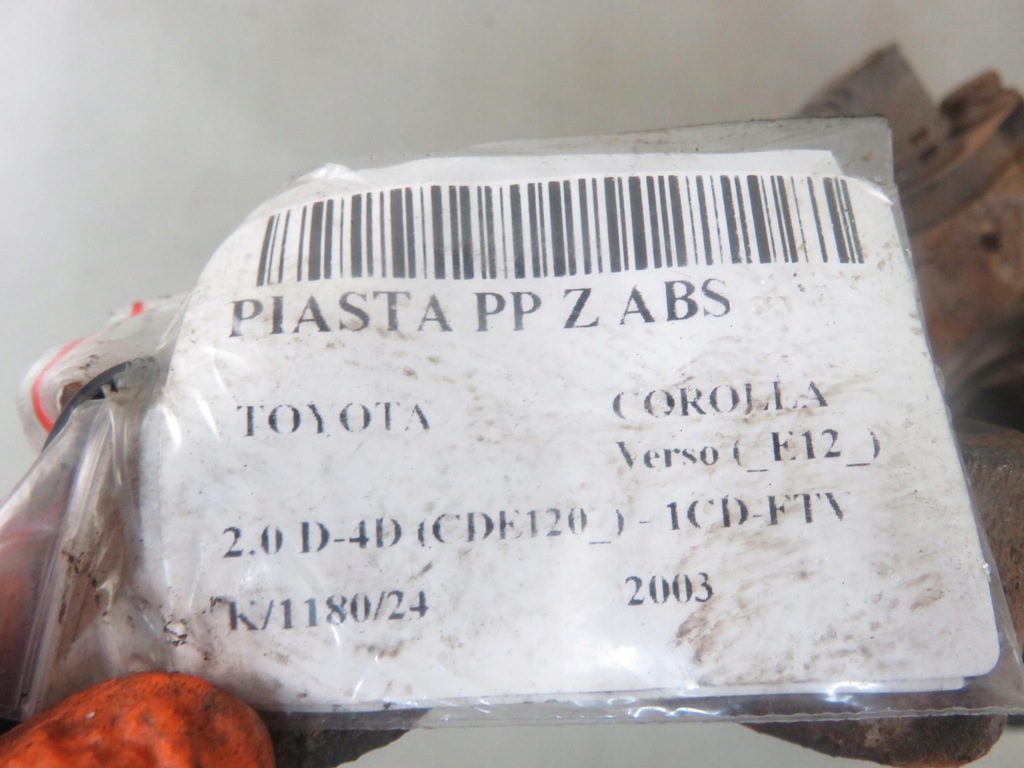 PIASTA PP Z ABS
TOYOTA COROLLA
Verso (_E12_)
2.0 D-4D (CDE120_) - 1CD-FTV
K/1180/24 2003